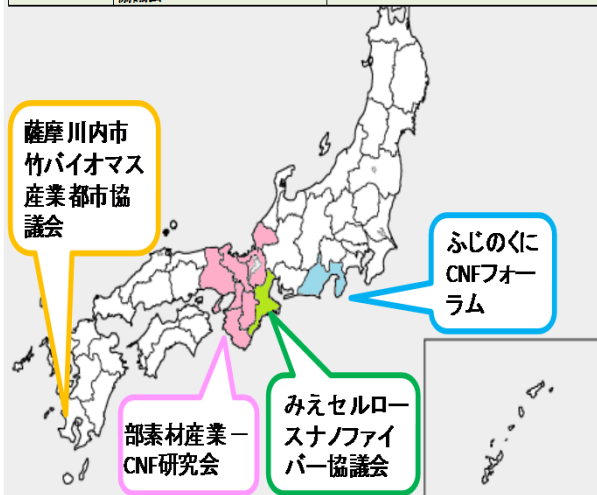 薩摩川内市
竹バイオマス
産業都市協
議会
ふじのくに
CNFフォー
ラム
部素材産業－
CNF研究会
みえセルロー
スナノファイ
バー協議会